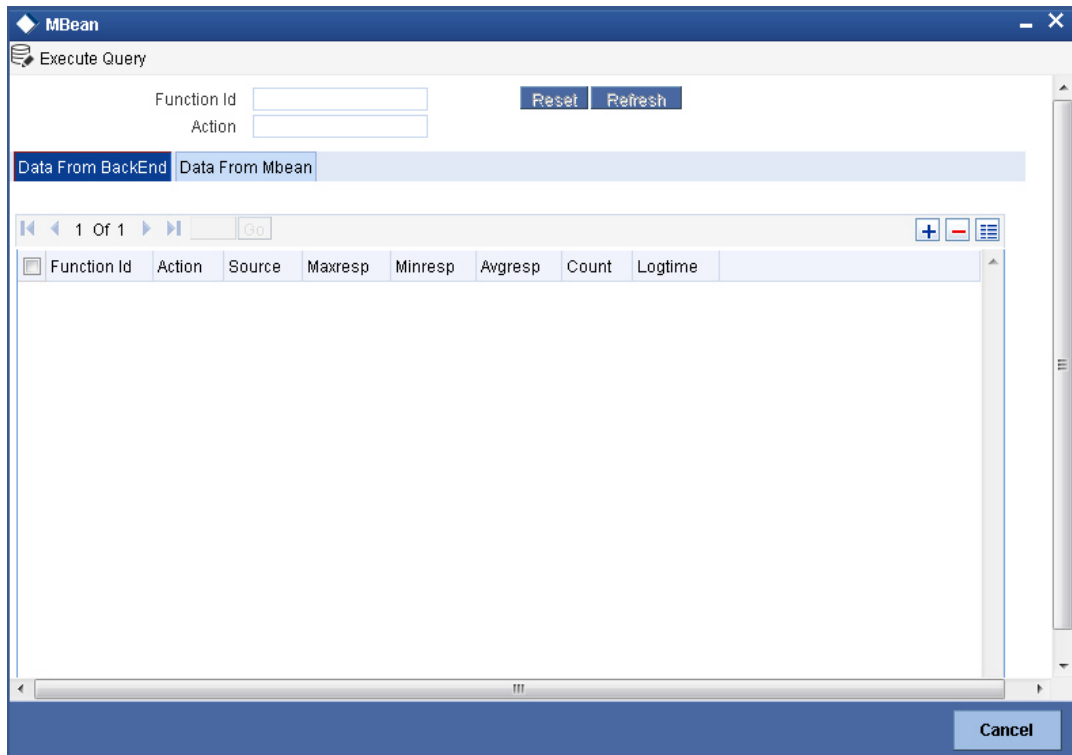 MBean
Execute Query
Function Id
Reset Refresh
Action
Data From BackEnd Data From Mbean
1 Of 1 Go
Function Id Action Source Maxresp Minresp Avgresp Count Logtime
Cancel